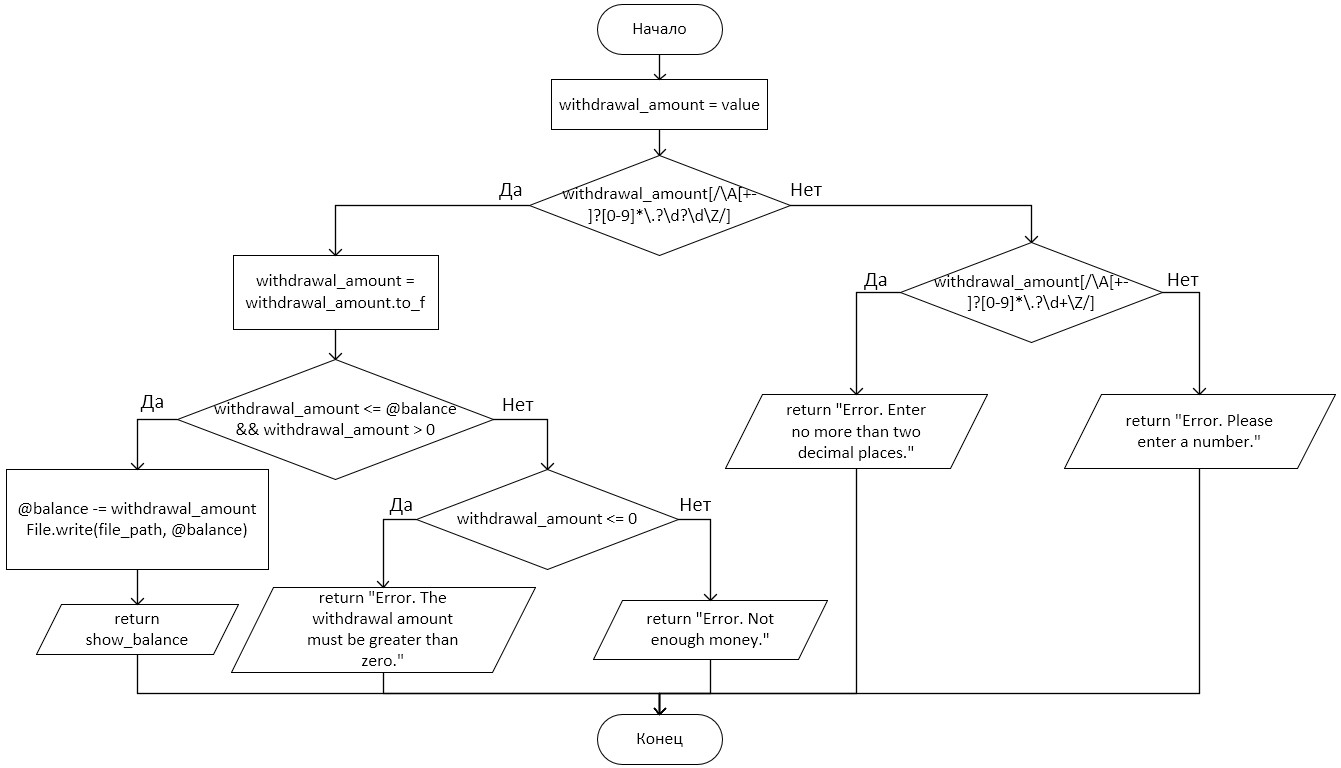 Начало
withdrawal_amount = value
Да
Нет
withdrawal_amount[/\A[+-
]?[0-9]*\.?\d?\d\Z/]
withdrawal_amount =
withdrawal_amount.to_f
Да
Нет
withdrawal_amount[/\A[+-
]?[0-9]*\.?\d+\Z/]
Да
Нет
withdrawal_amount <= @balance
&& withdrawal_amount > 0
return "Error. Enter
no more than two
decimal places."
return "Error. Please
enter a number."
@balance -= withdrawal_amount
File.write(file_path, @balance)
Да
Нет
withdrawal_amount <= 0
return
show_balance
return "Error. The
withdrawal amount
must be greater than
zero."
return "Error. Not
enough money."
Конец